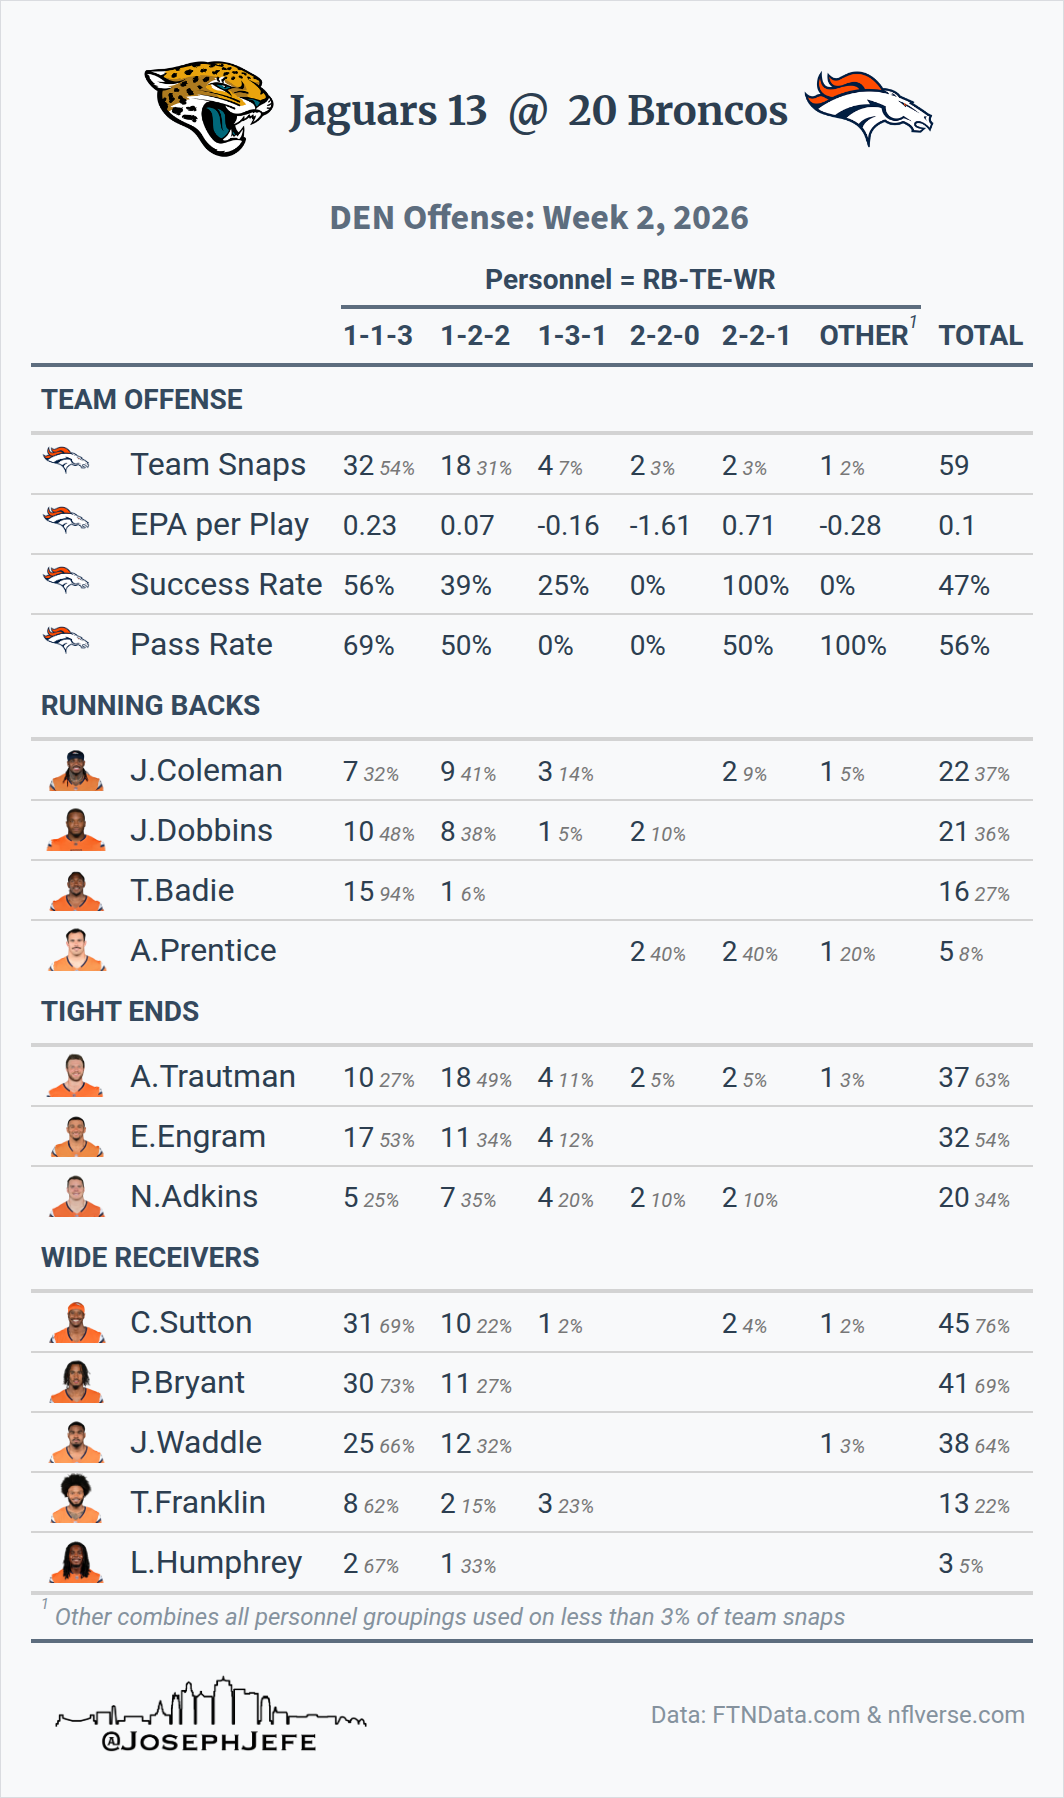 Jaguars 13 @ 20 Broncos
DEN Offense: Week 2, 2026
Personnel = RB-TE-WR
1-1-3 1-2-2 1-3-1 2-2-0 2-2-1 OTHER1 TOTAL
TEAM OFFENSE
Team Snaps 32 54% 18 31% 4 7% 2 3% 2 3% 1 2% 59
EPA per Play 0.23 0.07 -0.16 -1.61 0.71 -0.28 0.1
Success Rate 56% 39% 25% 0% 100% 0% 47%
Pass Rate 69% 50% 0% 0% 50% 100% 56%
RUNNING BACKS
J.Coleman 7 32% 9 41% 3 14% 2 9% 1 5% 22 37%
J.Dobbins 10 48% 8 38% 1 5% 2 10% 21 36%
T.Badie 15 94% 1 6% 16 27%
A.Prentice 2 40% 2 40% 1 20% 5 8%
TIGHT ENDS
A.Trautman 10 27% 18 49% 4 11% 2 5% 2 5% 1 3% 37 63%
E.Engram 17 53% 11 34% 4 12% 32 54%
N.Adkins 5 25% 7 35% 4 20% 2 10% 2 10% 20 34%
WIDE RECEIVERS
C.Sutton 31 69% 10 22% 1 2% 2 4% 1 2% 45 76%
P.Bryant 30 73% 11 27% 41 69%
J.Waddle 25 66% 12 32% 1 3% 38 64%
T.Franklin 8 62% 2 15% 3 23% 13 22%
L.Humphrey 2 67% 1 33% 3 5%
1 Other combines all personnel groupings used on less than 3% of team snaps
@JosephJefe
Data: FTNData.com & nflverse.com